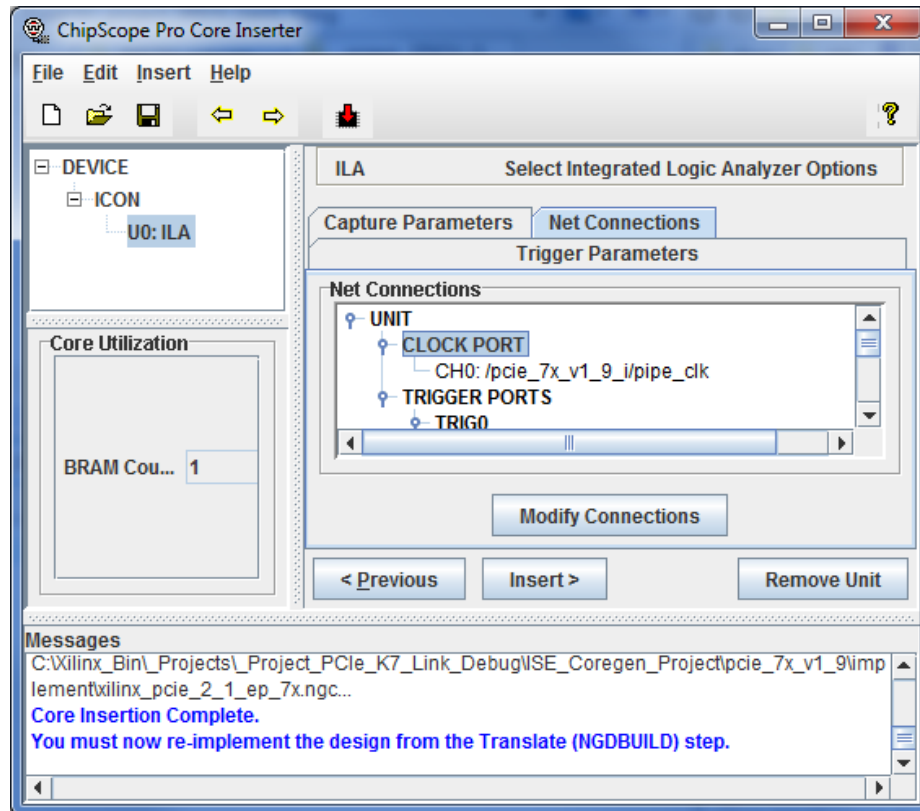 ChipScope Pro Core Inserter
File Edit Insert Help
DEVICE
ICON
U0: ILA
ILA Select Integrated Logic Analyzer Options
Capture Parameters Net Connections
Trigger Parameters
Net Connections
UNIT
CLOCK PORT
CH0: /pcie_7x_v1_9_i/pipe_clk
TRIGGER PORTS
TRIG0
Core Utilization
BRAM Cou... 1
Modify Connections
< Previous Insert > Remove Unit
Messages
C:\Xilinx_Bin\_Projects\_Project_PCIe_K7_Link_Debug\ISE_Coregen_Project\pcie_7x_v1_9\imp
lement\xilinx_pcie_2_1_ep_7x.ngc...
Core Insertion Complete.
You must now re-implement the design from the Translate (NGDBUILD) step.